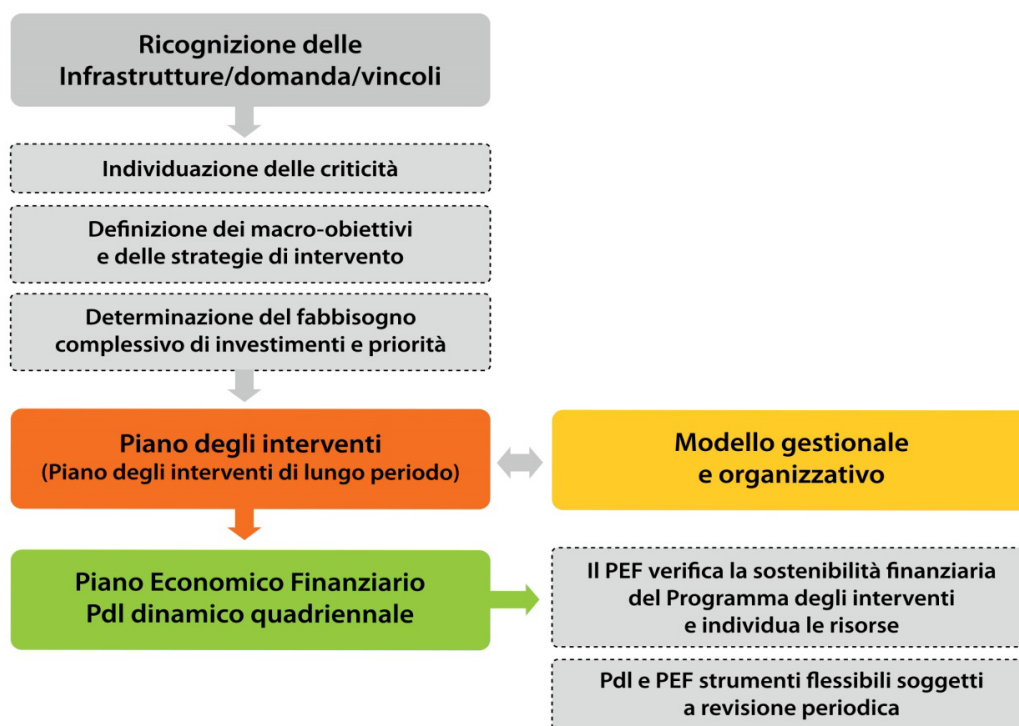 Ricognizione delle
Infrastrutture/domanda/vincoli
Individuazione delle criticità
Definizione dei macro-obiettivi
e delle strategie di intervento
Determinazione del fabbisogno
complessivo di investimenti e priorità
Piano degli interventi
(Piano degli interventi di lungo periodo)
Modello gestionale
e organizzativo
Piano Economico Finanziario
PdI dinamico quadriennale
Il PEF verifica la sostenibilità finanziaria
del Programma degli interventi
e individua le risorse
PdI e PEF strumenti flessibili soggetti
a revisione periodica